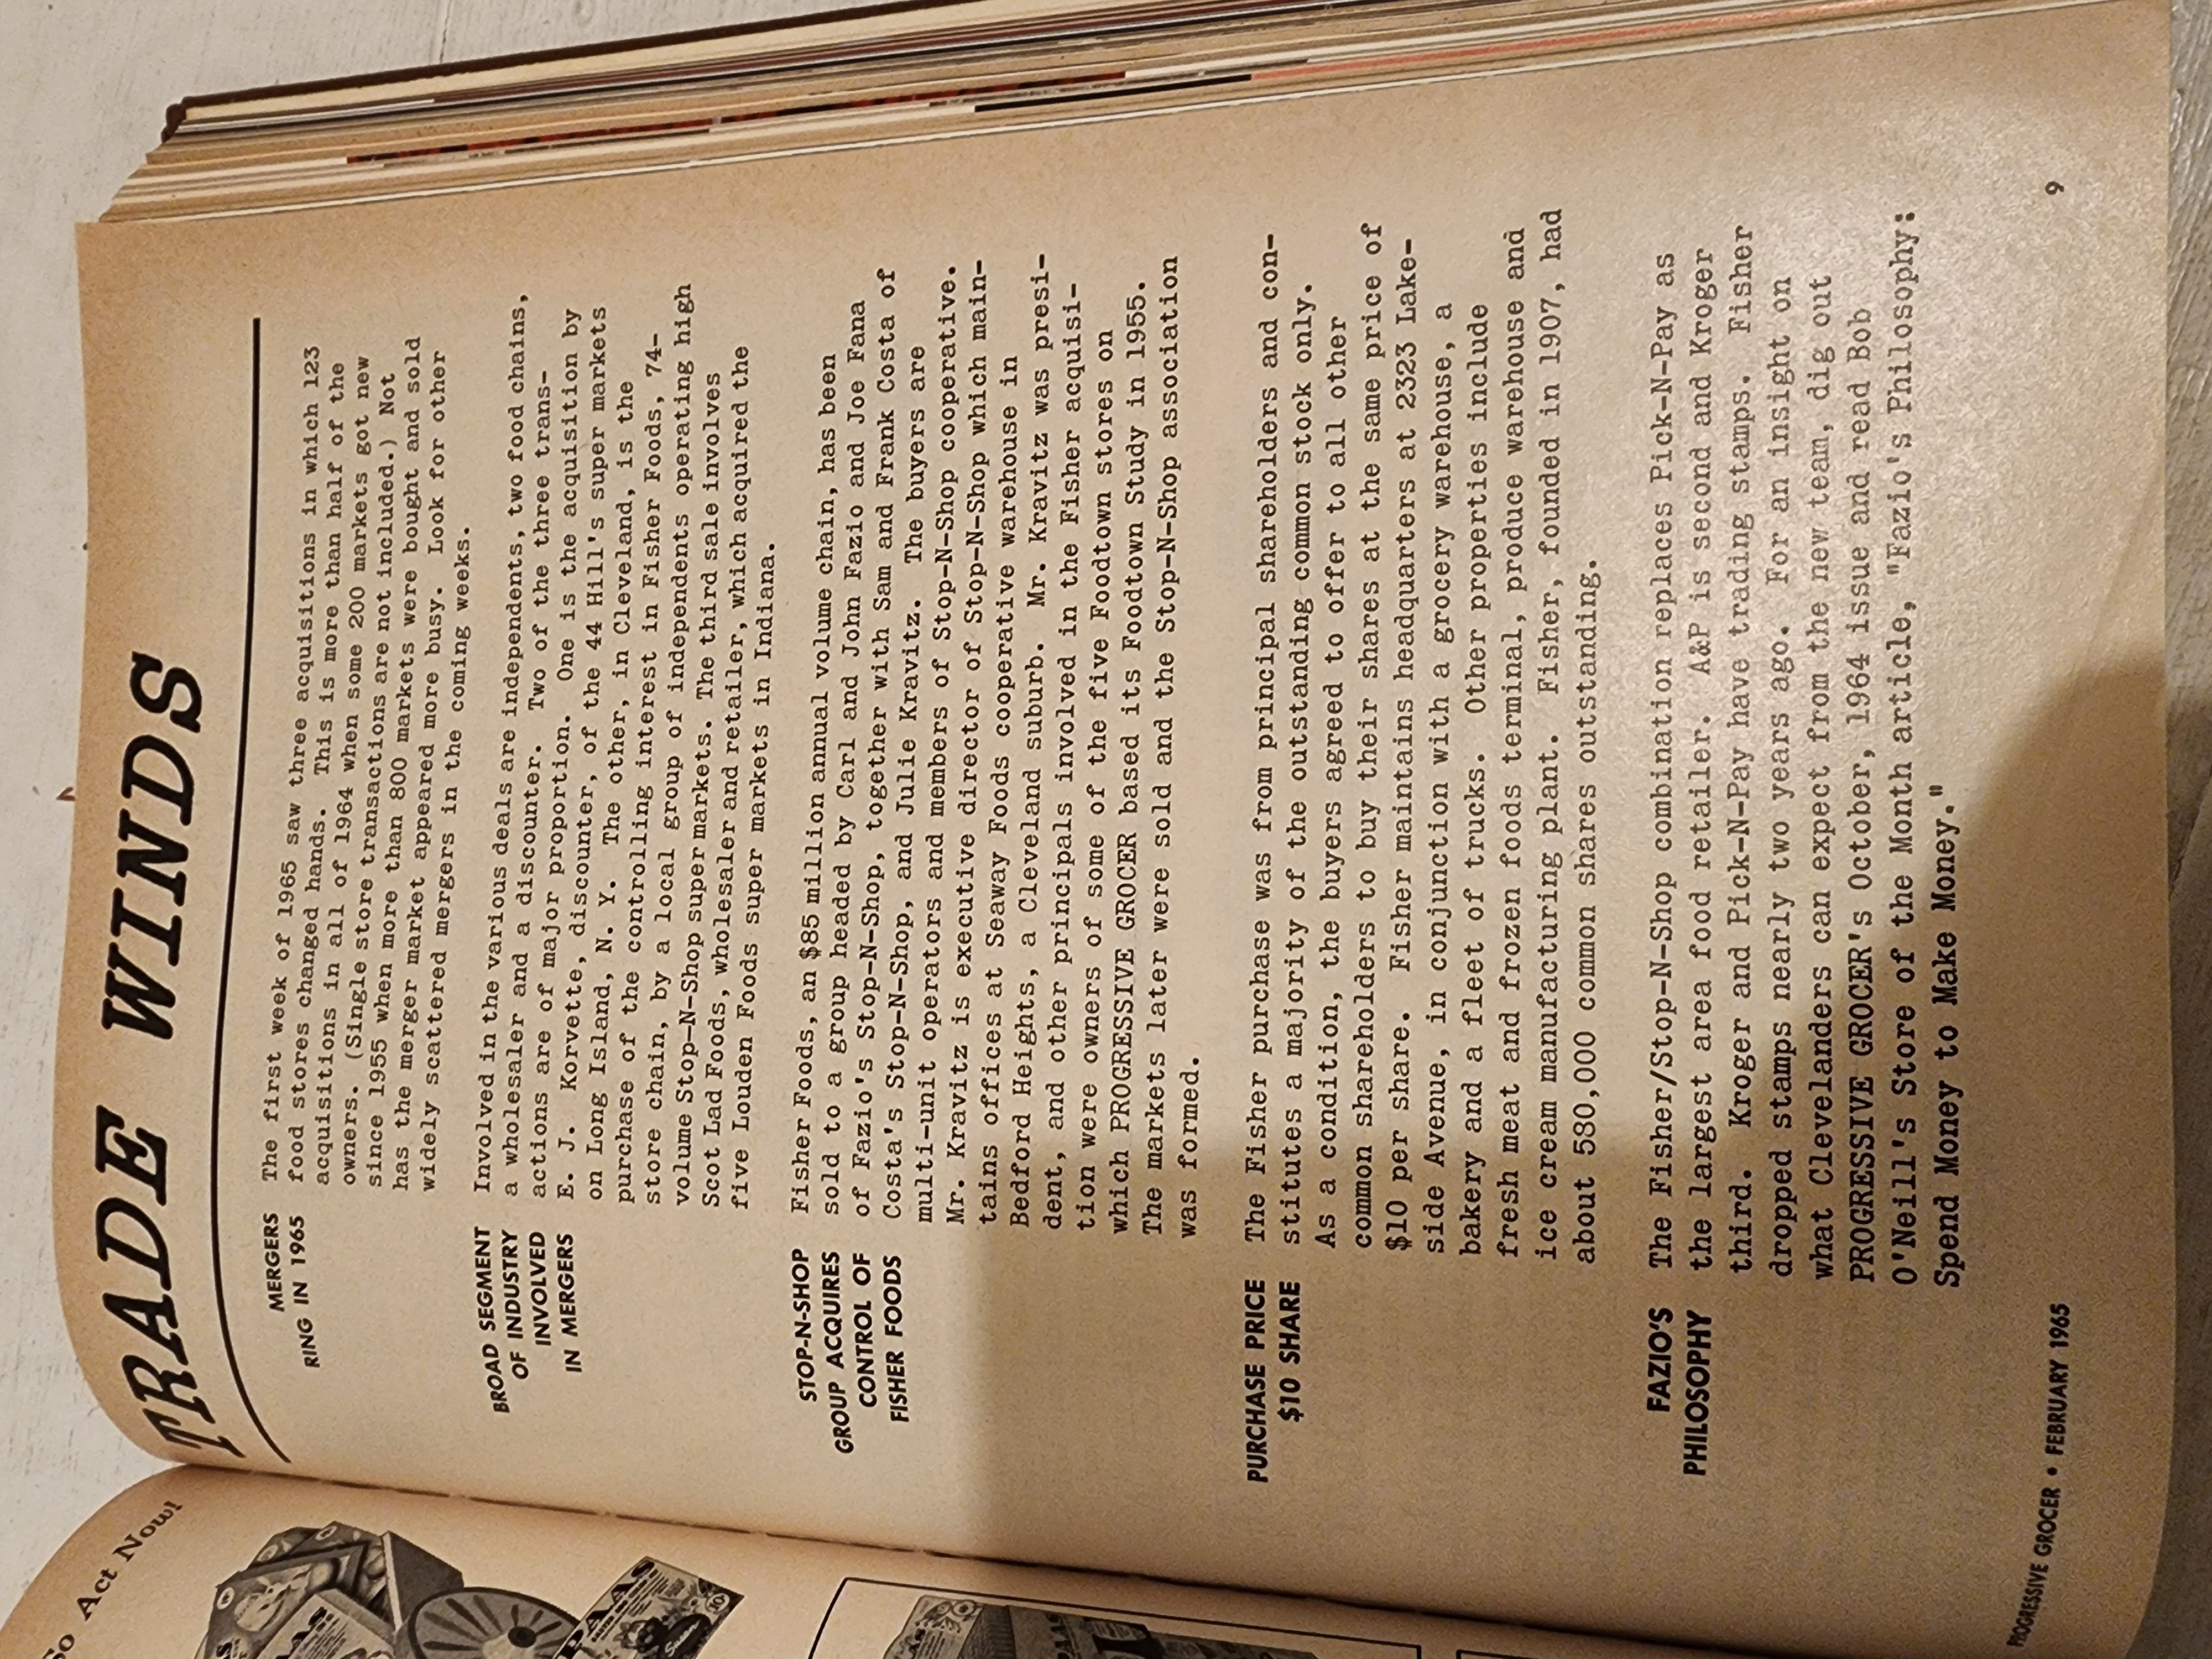 So Act Now!
TRADE WINDS
MERGERS
RING IN 1965
The first week of 1965 saw three acquisitions in which 123
food stores changed hands. This is more than half of the
acquisitions in all of 1964 when some 200 markets got new
owners. (Single store transactions are not included.) Not
since 1955 when more than 800 markets were bought and sold
has the merger market appeared more busy. Look for other
widely scattered mergers in the coming weeks.
BROAD SEGMENT
OF INDUSTRY
INVOLVED
IN MERGERS
Involved in the various deals are independents, two food chains,
a wholesaler and a discounter. Two of the three trans-
actions are of major proportion. One is the acquisition by
E. J. Korvette, discounter, of the 44 Hill's super markets
on Long Island, N. Y. The other, in Cleveland, is the
purchase of the controlling interest in Fisher Foods, 74-
store chain, by a local group of independents operating high
volume Stop-N-Shop super markets. The third sale involves
Scot Lad Foods, wholesaler and retailer, which acquired the
five Louden Foods super markets in Indiana.
STOP-N-SHOP
GROUP ACQUIRES
CONTROL OF
FISHER FOODS
Fisher Foods, an $85 million annual volume chain, has been
sold to a group headed by Carl and John Fazio and Joe Fana
of Fazio's Stop-N-Shop, together with Sam and Frank Costa of
Costa's Stop-N-Shop, and Julie Kravitz. The buyers are
multi-unit operators and members of Stop-N-Shop cooperative.
Mr. Kravitz is executive director of Stop-N-Shop which main-
tains offices at Seaway Foods cooperative warehouse in
Bedford Heights, a Cleveland suburb. Mr. Kravitz was presi-
dent, and other principals involved in the Fisher acquisi-
tion were owners of some of the five Foodtown stores on
which PROGRESSIVE GROCER based its Foodtown Study in 1955.
The markets later were sold and the Stop-N-Shop association
was formed.
PURCHASE PRICE
$10 SHARE
The Fisher purchase was from principal shareholders and con-
stitutes a majority of the outstanding common stock only.
As a condition, the buyers agreed to offer to all other
common shareholders to buy their shares at the same price of
$10 per share. Fisher maintains headquarters at 2323 Lake-
side Avenue, in conjunction with a grocery warehouse, a
bakery and a fleet of trucks. Other properties include
fresh meat and frozen foods terminal, produce warehouse and
ice cream manufacturing plant. Fisher, founded in 1907, had
about 580,000 common shares outstanding.
FAZIO'S
PHILOSOPHY
The Fisher/Stop-N-Shop combination replaces Pick-N-Pay as
the largest area food retailer. A&P is second and Kroger
third. Kroger and Pick-N-Pay have trading stamps. Fisher
dropped stamps nearly two years ago. For an insight on
what Clevelanders can expect from the new team, dig out
PROGRESSIVE GROCER's October, 1964 issue and read Bob
O'Neill's Store of the Month article, "Fazio's Philosophy:
Spend Money to Make Money."
PROGRESSIVE GROCER • FEBRUARY 1965
9